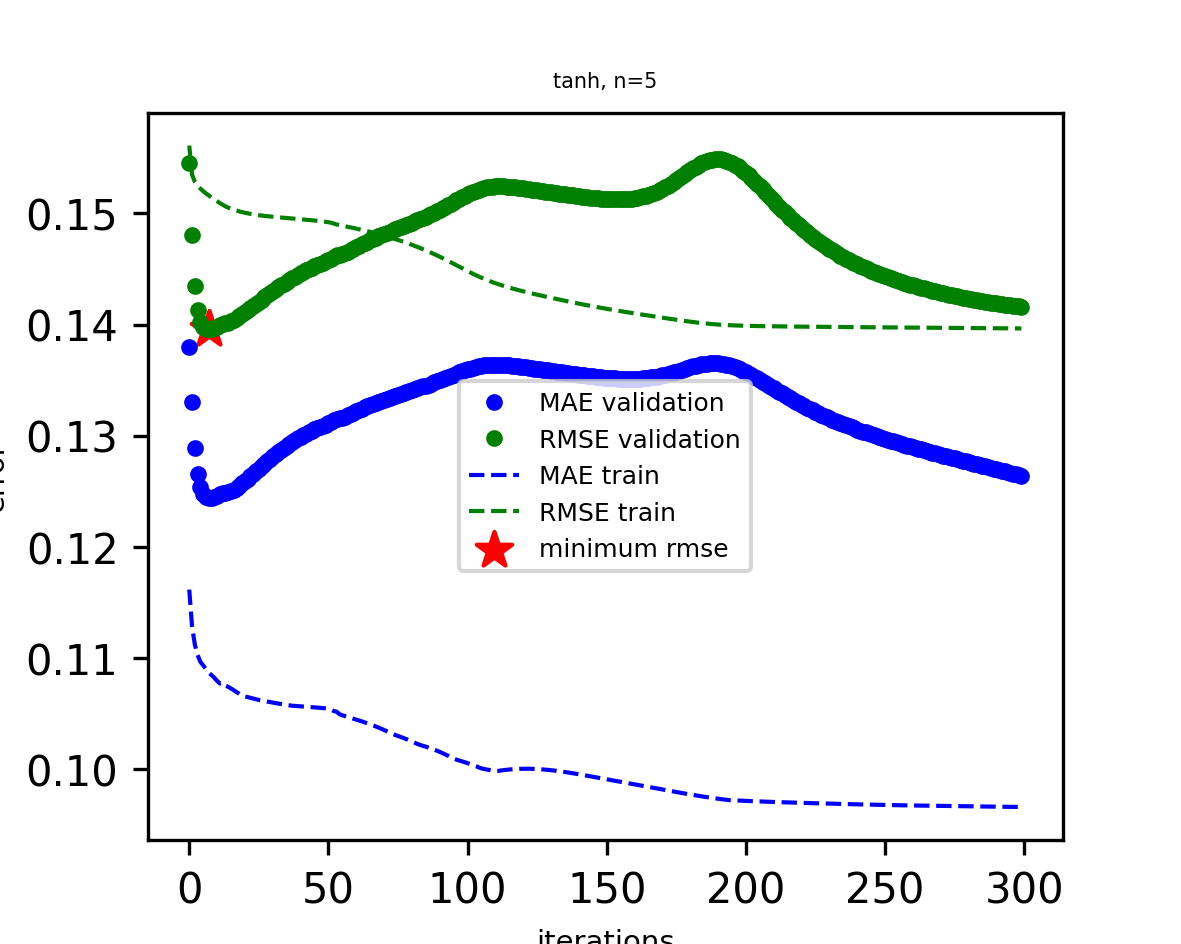 tanh, n=5
0.15
0.14
0.13
0.12
0.11
0.10
MAE validation
RMSE validation
MAE train
RMSE train
minimum rmse
0 50 100 150 200 250 300
iterations